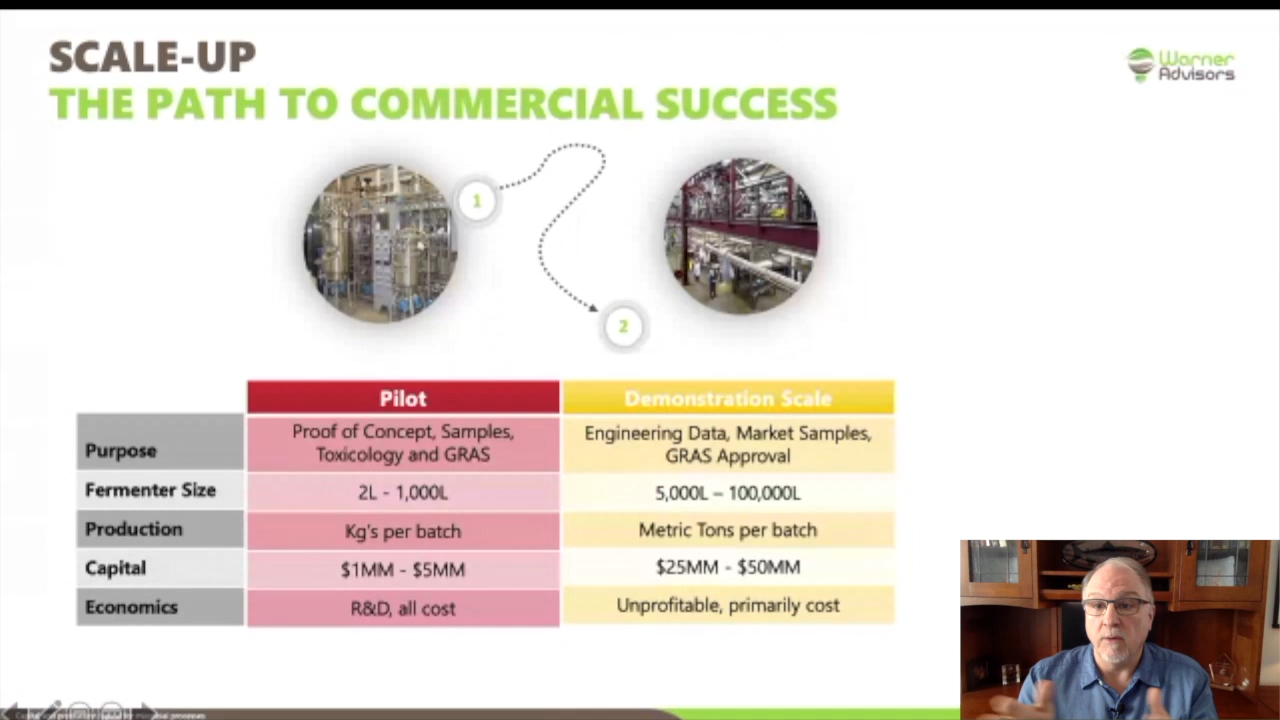 SCALE-UP
THE PATH TO COMMERCIAL SUCCESS
Warner
Advisors
1
2
Pilot
Demonstration Scale
Purpose
Proof of Concept, Samples,
Toxicology and GRAS
Engineering Data, Market Samples,
GRAS Approval
Fermenter Size
2L - 1,000L
5,000L – 100,000L
Production
Kg's per batch
Metric Tons per batch
Capital
$1MM - $5MM
$25MM - $50MM
Economics
R&D, all cost
Unprofitable, primarily cost